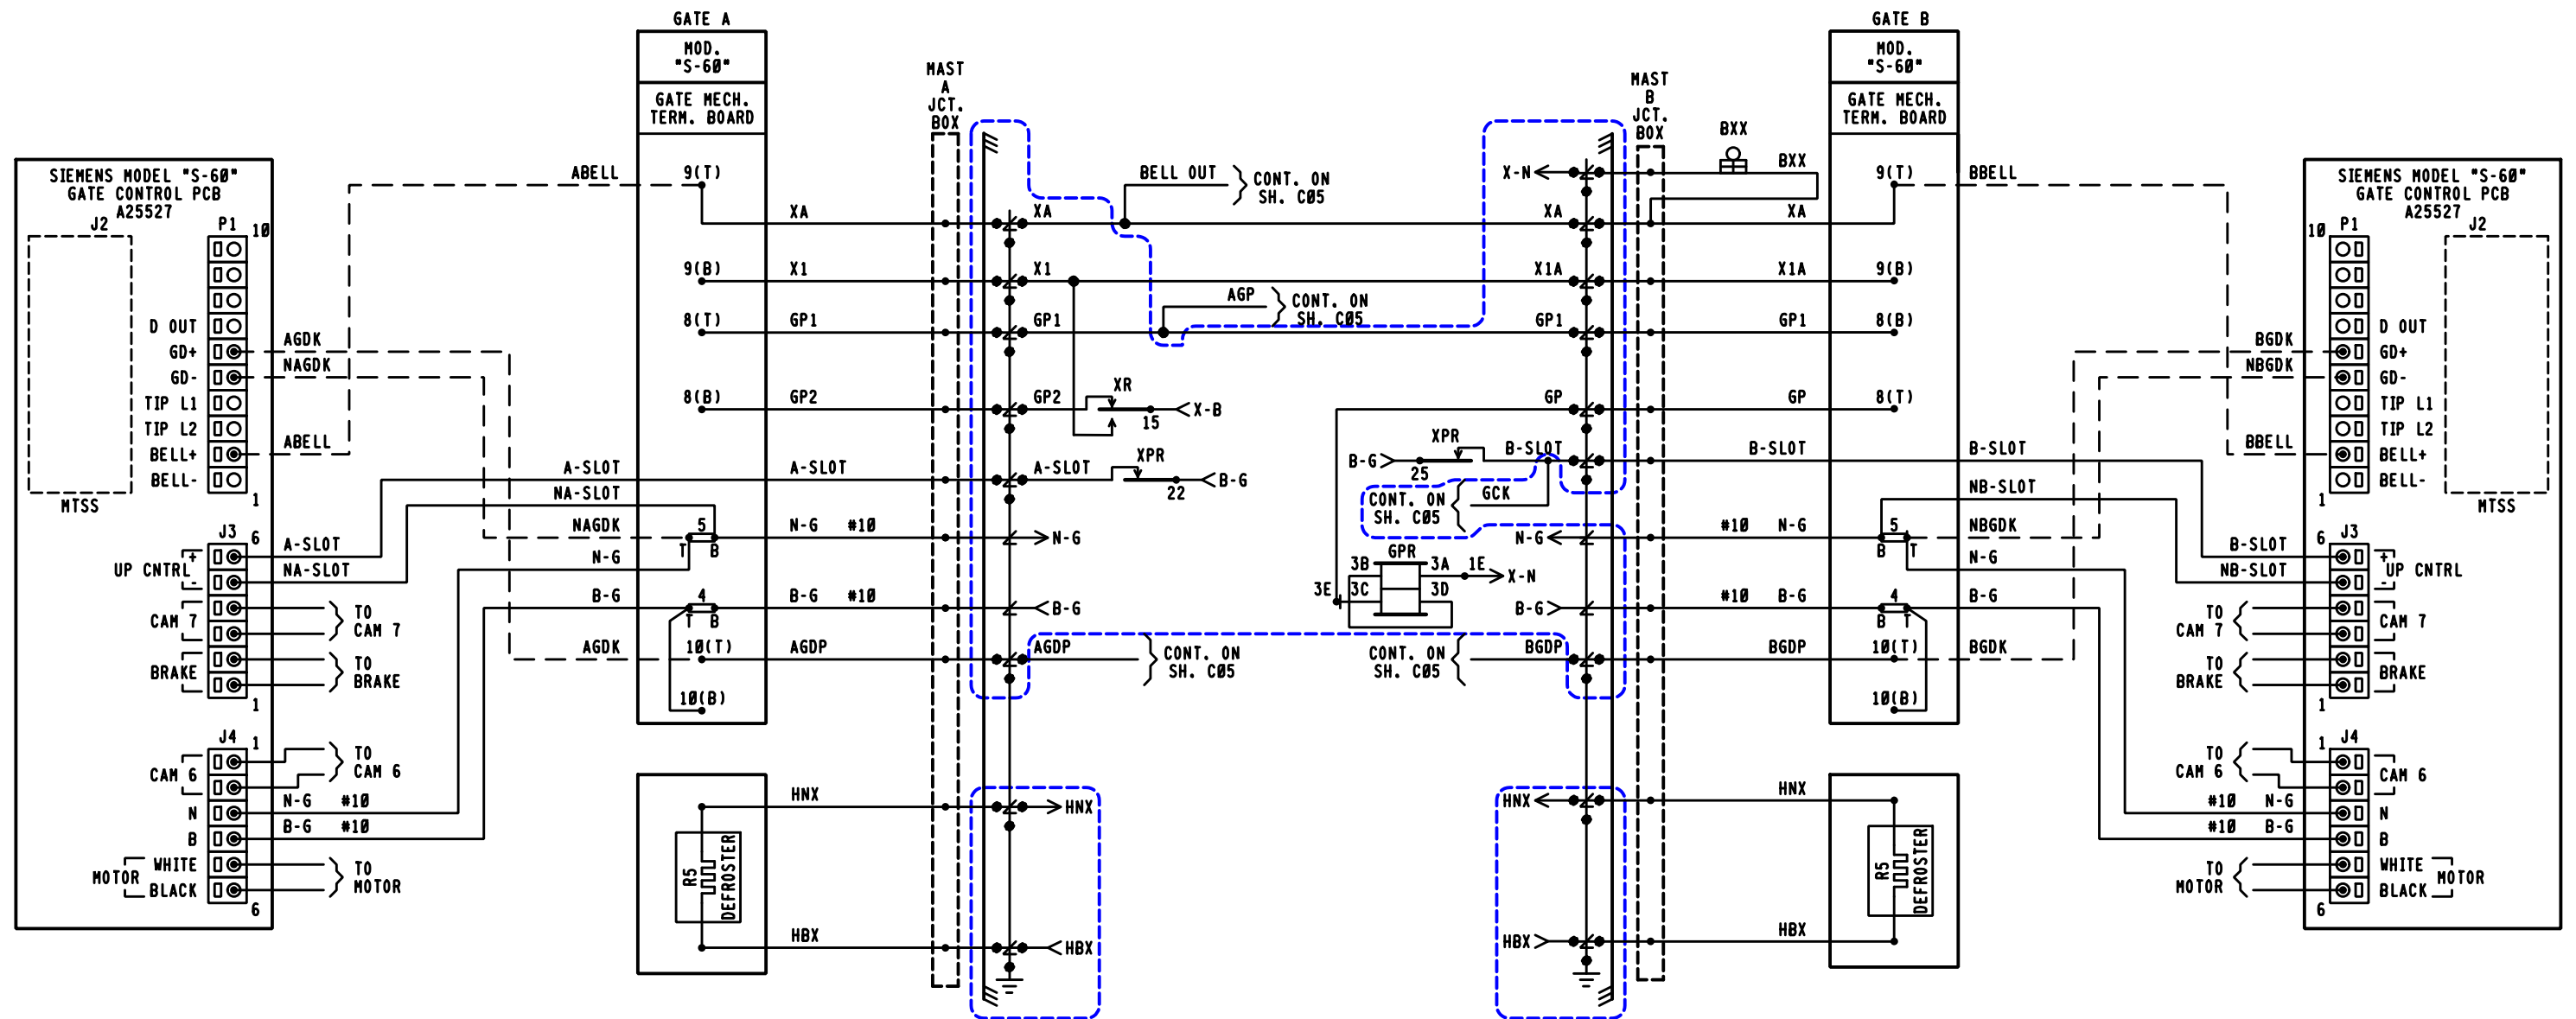 GATE A
MOD.
"S-60"
GATE MECH.
TERM. BOARD
MAST
A
JCT.
BOX
GATE B
MOD.
"S-60"
GATE MECH.
TERM. BOARD
MAST
B
JCT.
BOX
SIEMENS MODEL "S-60"
GATE CONTROL PCB
A25527
J2
P1
10
D OUT
GD+
GD-
TIP L1
TIP L2
BELL+
BELL-
1
MTSS
J3
6
+
UP CNTRL
-
CAM 7
BRAKE
1
J4
1
CAM 6
N
B
WHITE
MOTOR
BLACK
6
AGDK
NAGDK
ABELL
A-SLOT
NA-SLOT
TO
CAM 7
TO
BRAKE
TO
CAM 6
N-G #10
B-G #10
TO
MOTOR
ABELL
A-SLOT
NA-SLOT
NAGDK
N-G
B-G
AGDK
9(T)
9(B)
8(T)
8(B)
5
T B
4
T B
10(T)
10(B)
XA
X1
GP1
GP2
A-SLOT
N-G #10
B-G #10
AGDP
R5
DEFROSTER
HNX
HBX
XA
X1
GP1
GP2
A-SLOT
N-G
B-G
AGDP
HNX
HBX
BELL OUT
CONT. ON
SH. C05
AGP
CONT. ON
SH. C05
XR
15
X-B
XPR
22
B-G
CONT. ON
SH. C05
X-N
XA
X1A
GP1
GP
XPR
B-G
25
B-SLOT
CONT. ON
SH. C05
GCK
N-G
GPR
3B
3A
1E
X-N
3E
3C
3D
B-G
CONT. ON
SH. C05
BGDP
HNX
HBX
BXX
BXX
XA
X1A
GP1
GP
B-SLOT
#10 N-G
#10 B-G
BGDP
HNX
HBX
9(T)
9(B)
8(B)
8(T)
5
B T
4
B T
10(T)
10(B)
R5
DEFROSTER
BBELL
B-SLOT
NB-SLOT
NBGDK
N-G
B-G
BGDK
BGDK
NBGDK
BBELL
B-SLOT
NB-SLOT
TO
CAM 7
TO
BRAKE
TO
CAM 6
#10 N-G
#10 B-G
TO
MOTOR
SIEMENS MODEL "S-60"
GATE CONTROL PCB
A25527
10
P1
J2
D OUT
GD+
GD-
TIP L1
TIP L2
BELL+
BELL-
1
MTSS
6
J3
+
UP CNTRL
-
CAM 7
BRAKE
1
1
J4
CAM 6
N
B
WHITE
MOTOR
BLACK
6